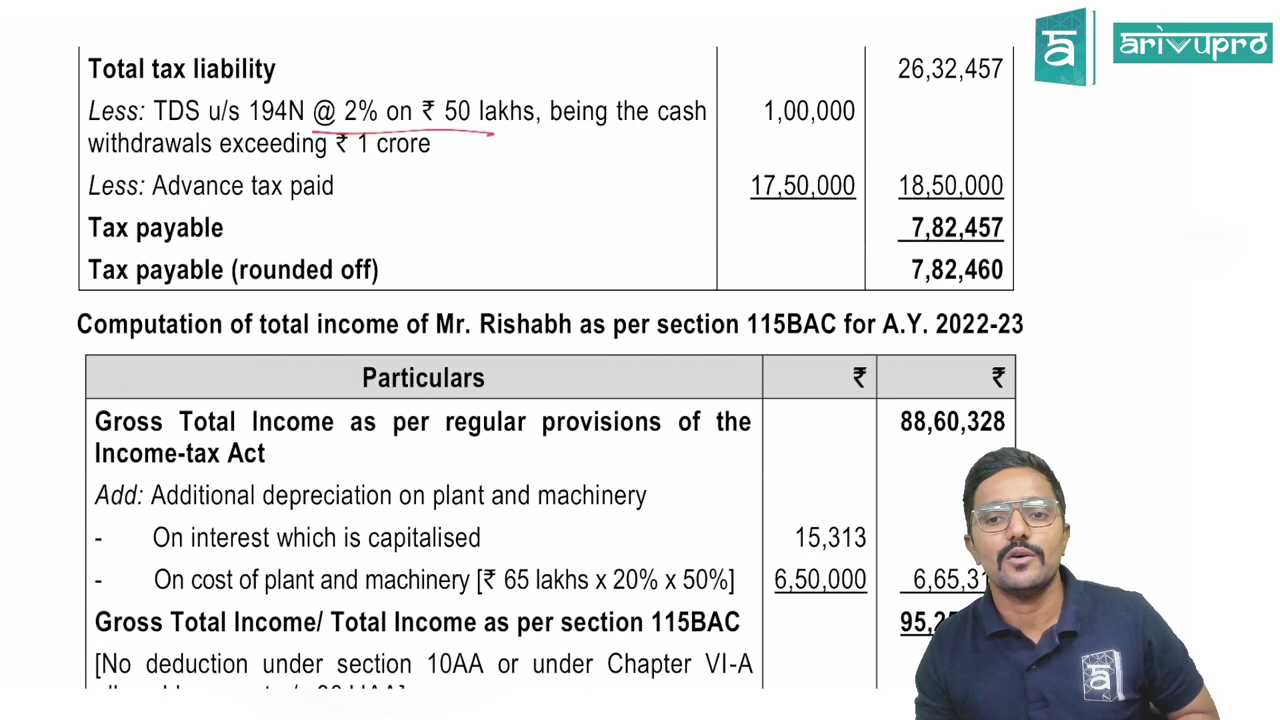 arivupro
Total tax liability 26,32,457
Less: TDS u/s 194N @ 2% on ₹ 50 lakhs, being the cash 1,00,000
withdrawals exceeding ₹ 1 crore
Less: Advance tax paid 17,50,000 18,50,000
Tax payable 7,82,457
Tax payable (rounded off) 7,82,460
Computation of total income of Mr. Rishabh as per section 115BAC for A.Y. 2022-23
Particulars ₹ ₹
Gross Total Income as per regular provisions of the 88,60,328
Income-tax Act
Add: Additional depreciation on plant and machinery
- On interest which is capitalised 15,313
- On cost of plant and machinery [₹ 65 lakhs x 20% x 50%] 6,50,000
Gross Total Income/ Total Income as per section 115BAC
[No deduction under section 10AA or under Chapter VI-A